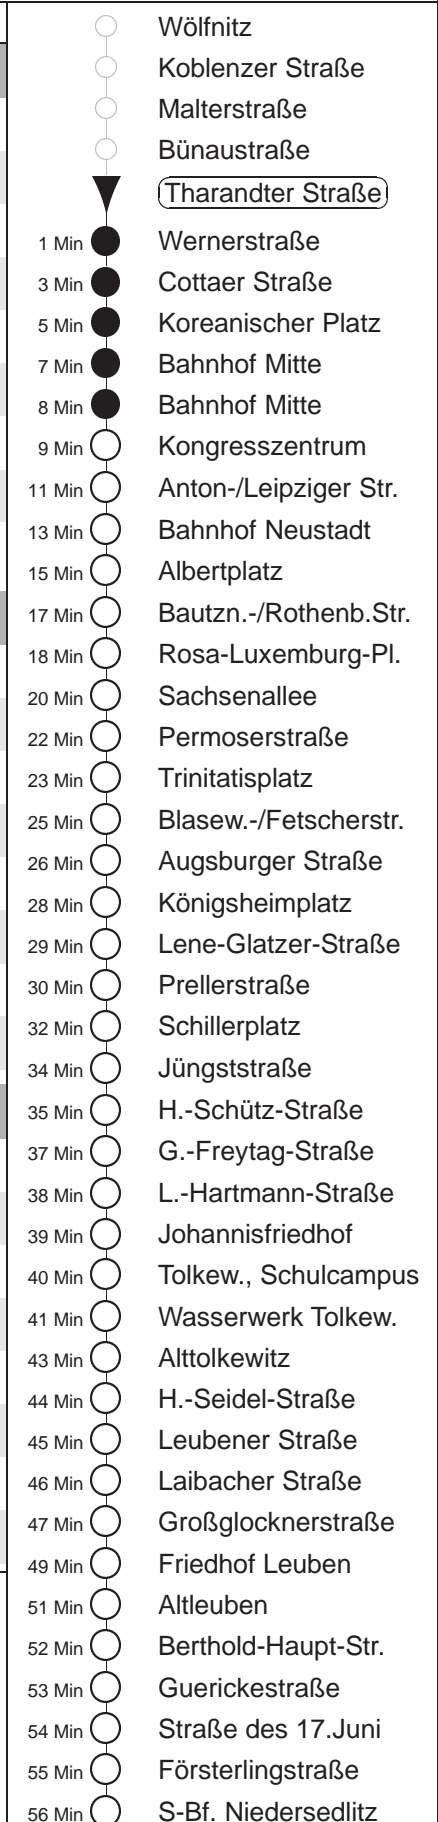 Wölfnitz
Koblenzer Straße
Malterstraße
Bünaustraße
Tharandter Straße
1 Min Wernerstraße
3 Min Cottaer Straße
5 Min Koreanischer Platz
7 Min Bahnhof Mitte
8 Min Bahnhof Mitte
9 Min Kongresszentrum
11 Min Anton-/Leipziger Str.
13 Min Bahnhof Neustadt
15 Min Albertplatz
17 Min Bautzn.-/Rothenb.Str.
18 Min Rosa-Luxemburg-Pl.
20 Min Sachsenallee
22 Min Permoserstraße
23 Min Trinitatisplatz
25 Min Blasew.-/Fetscherstr.
26 Min Augsburger Straße
28 Min Königsheimplatz
29 Min Lene-Glatzer-Straße
30 Min Prellerstraße
32 Min Schillerplatz
34 Min Jüngststraße
35 Min H.-Schütz-Straße
37 Min G.-Freytag-Straße
38 Min L.-Hartmann-Straße
39 Min Johannisfriedhof
40 Min Tolkew., Schulcampus
41 Min Wasserwerk Tolkew.
43 Min Alttolkewitz
44 Min H.-Seidel-Straße
45 Min Leubener Straße
46 Min Laibacher Straße
47 Min Großglocknerstraße
49 Min Friedhof Leuben
51 Min Altleuben
52 Min Berthold-Haupt-Str.
53 Min Guerickestraße
54 Min Straße des 17.Juni
55 Min Försterlingstraße
56 Min S-Bf. Niedersedlitz